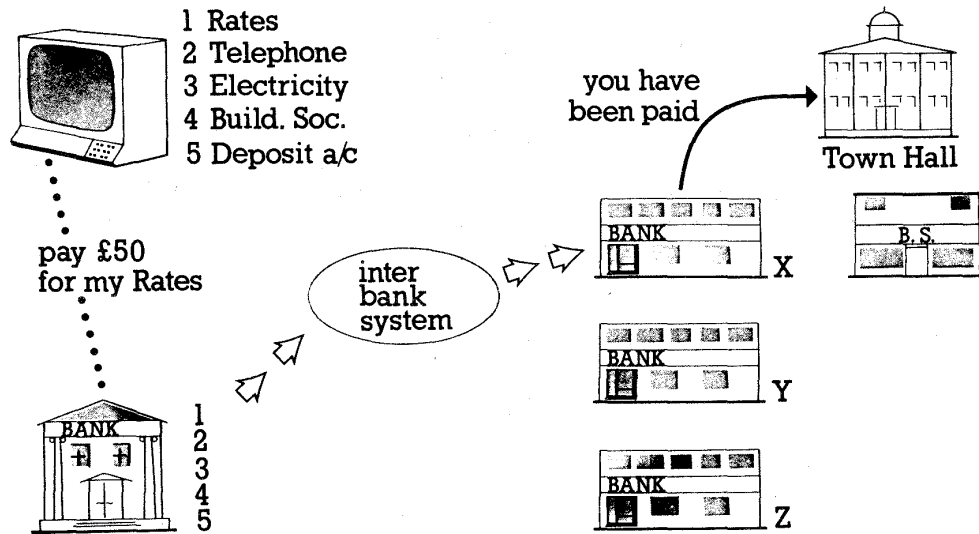 1 Rates
2 Telephone
3 Electricity
4 Build. Soc.
5 Deposit a/c
pay £50
for my Rates
BANK
1
2
3
4
5
inter
bank
system
you have
been paid
Town Hall
BANK
X
B.S.
BANK
Y
BANK
Z